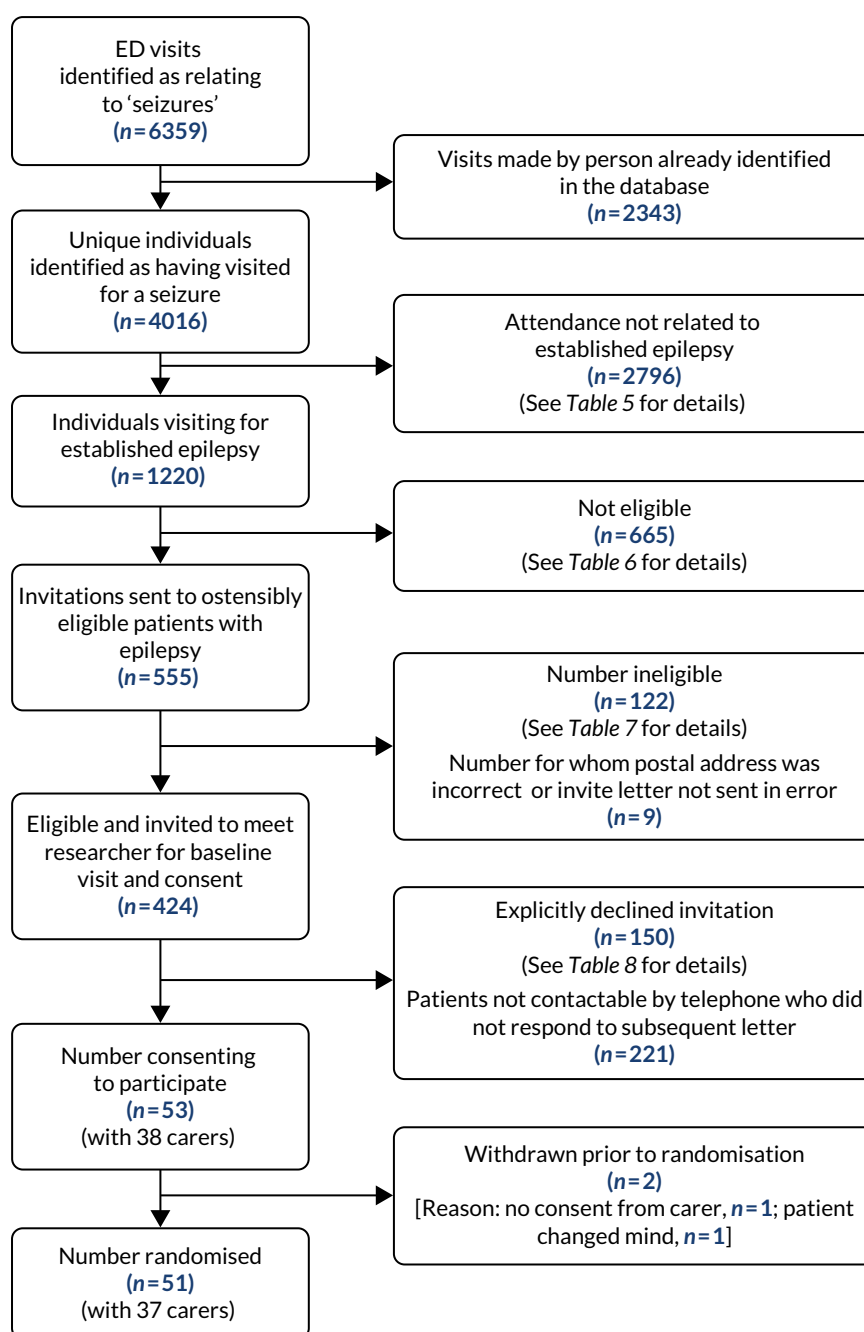 ED visits
identified as relating
to ‘seizures’
(n=6359)
Visits made by person already identified
in the database
(n=2343)
Unique individuals
identified as having visited
for a seizure
(n=4016)
Attendance not related to
established epilepsy
(n=2796)
(See Table 5 for details)
Individuals visiting for
established epilepsy
(n=1220)
Not eligible
(n=665)
(See Table 6 for details)
Invitations sent to ostensibly
eligible patients with
epilepsy
(n=555)
Number ineligible
(n=122)
(See Table 7 for details)
Number for whom postal address was
incorrect or invite letter not sent in error
(n=9)
Eligible and invited to meet
researcher for baseline
visit and consent
(n=424)
Explicitly declined invitation
(n=150)
(See Table 8 for details)
Patients not contactable by telephone who did
not respond to subsequent letter
(n=221)
Number consenting
to participate
(n=53)
(with 38 carers)
Withdrawn prior to randomisation
(n=2)
[Reason: no consent from carer, n=1; patient
changed mind, n=1]
Number randomised
(n=51)
(with 37 carers)